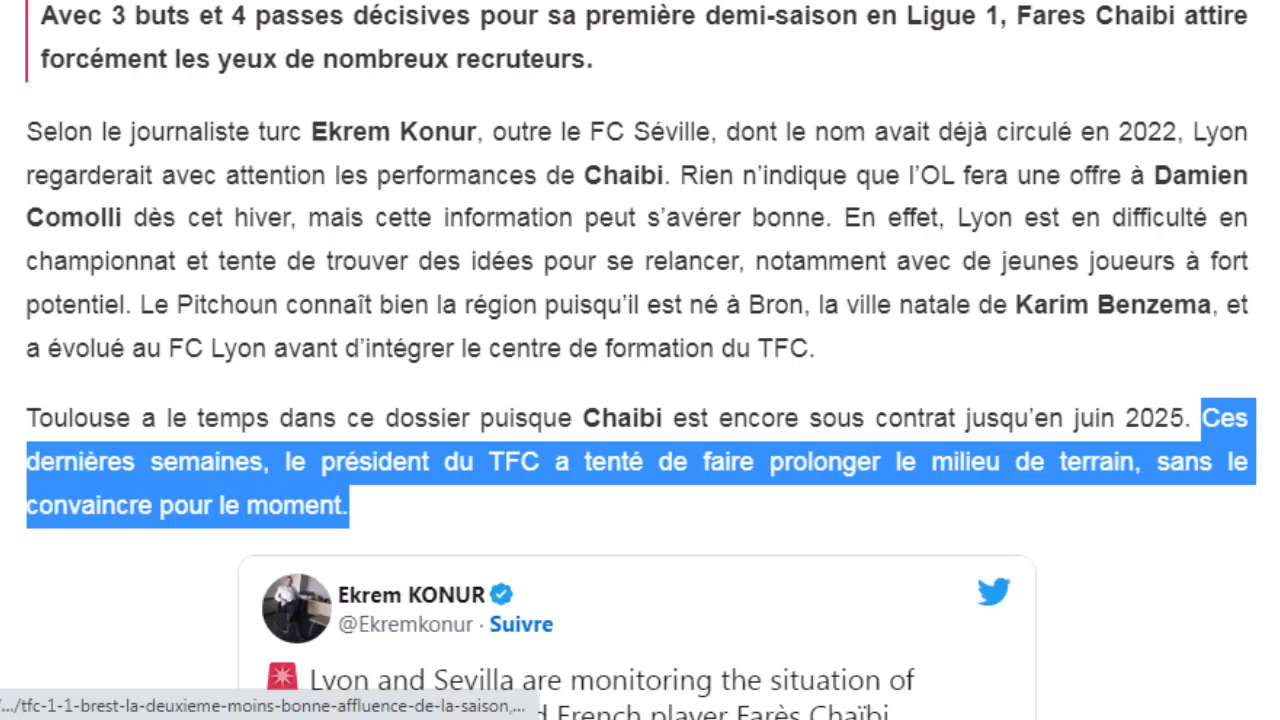 Avec 3 buts et 4 passes décisives pour sa première demi-saison en Ligue 1, Fares Chaibi attire
forcément les yeux de nombreux recruteurs.
Selon le journaliste turc Ekrem Konur, outre le FC Séville, dont le nom avait déjà circulé en 2022, Lyon
regarderait avec attention les performances de Chaibi. Rien n’indique que l’OL fera une offre à Damien
Comolli dès cet hiver, mais cette information peut s’avérer bonne. En effet, Lyon est en difficulté en
championnat et tente de trouver des idées pour se relancer, notamment avec de jeunes joueurs à fort
potentiel. Le Pitchoun connaît bien la région puisqu’il est né à Bron, la ville natale de Karim Benzema, et
a évolué au FC Lyon avant d’intégrer le centre de formation du TFC.
Toulouse a le temps dans ce dossier puisque Chaibi est encore sous contrat jusqu’en juin 2025. Ces
dernières semaines, le président du TFC a tenté de faire prolonger le milieu de terrain, sans le
convaincre pour le moment.
Ekrem KONUR
@Ekremkonur · Suivre
Lyon and Sevilla are monitoring the situation of
French player Farès Chaïbi
/.../tfc-1-1-brest-la-deuxieme-moins-bonne-affluence-de-la-saison,...